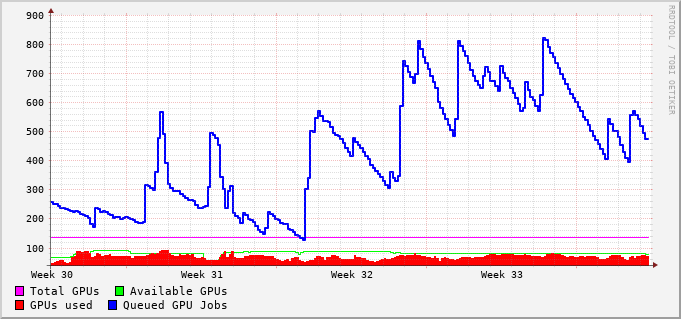 900
800
700
600
500
400
300
200
100
Week 30 Week 31 Week 32 Week 33
Total GPUs Available GPUs
GPUs used Queued GPU Jobs
RRDTOOL / TOBI OETIKER